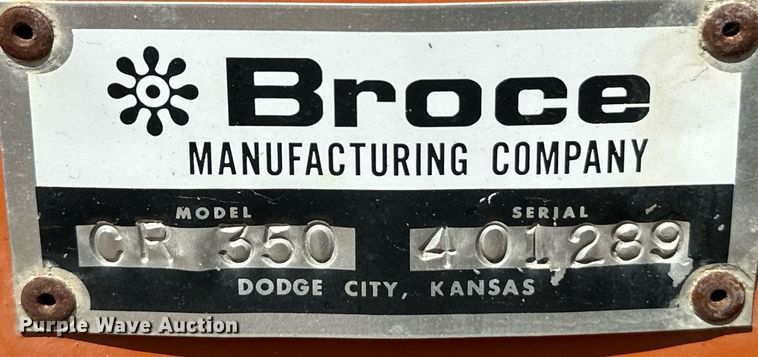 Broce
MANUFACTURING COMPANY
MODEL SERIAL
CR 350 401289
DODGE CITY, KANSAS
Purple Wave Auction